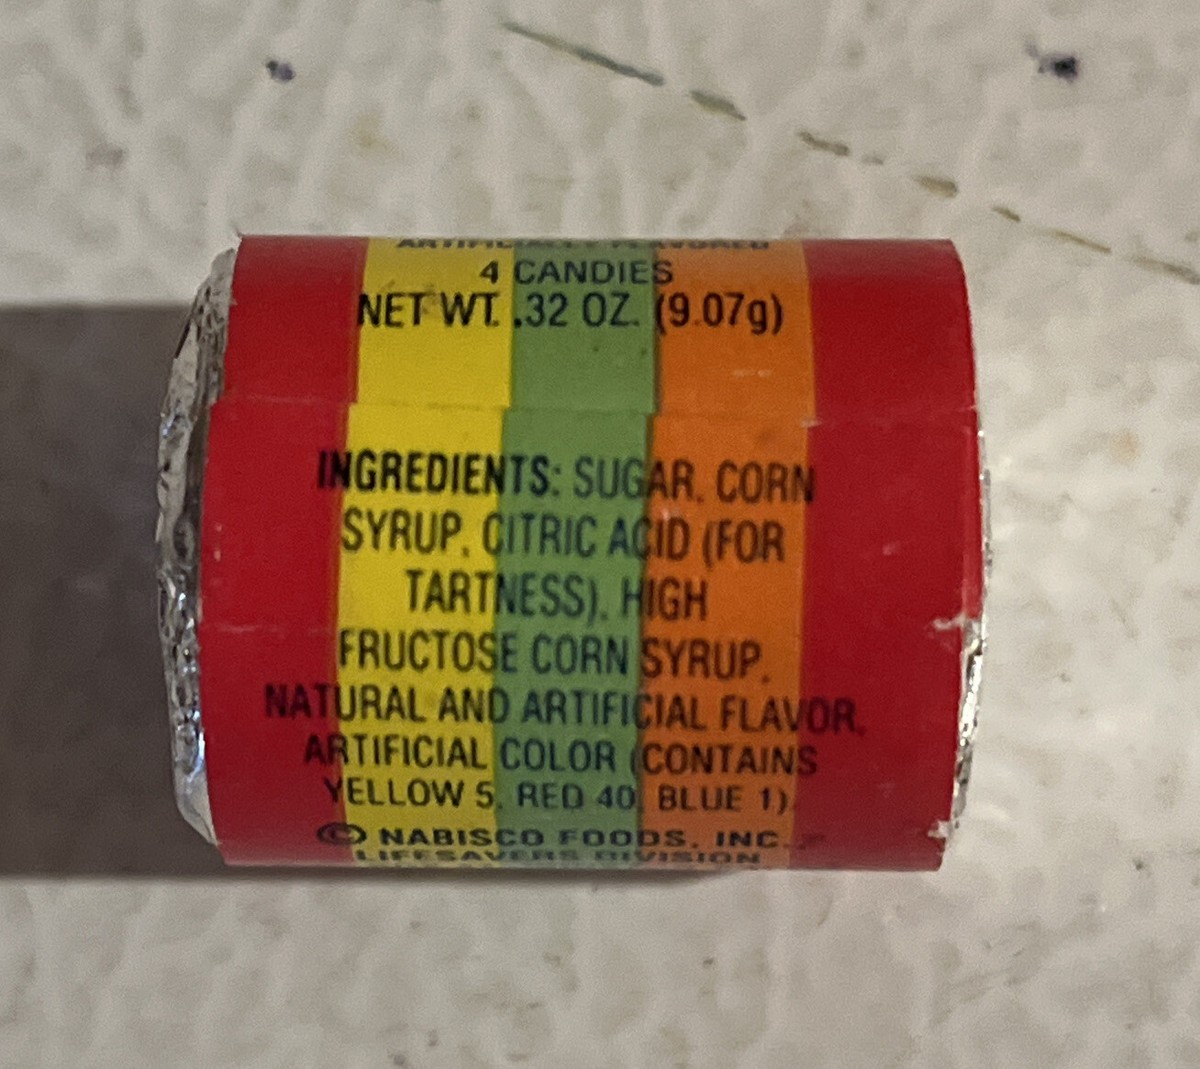 ARTIFICIALLY FLAVORED
4 CANDIES
NET WT. .32 OZ. (9.07g)
INGREDIENTS: SUGAR, CORN
SYRUP, CITRIC ACID (FOR
TARTNESS), HIGH
FRUCTOSE CORN SYRUP,
NATURAL AND ARTIFICIAL FLAVOR,
ARTIFICIAL COLOR (CONTAINS
YELLOW 5, RED 40, BLUE 1).
© NABISCO FOODS, INC.,
LIFESAVERS DIVISION